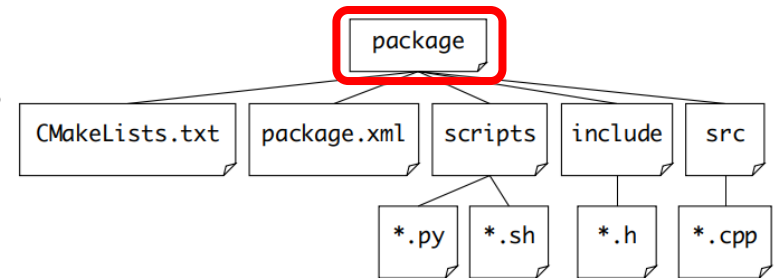 package
CMakeLists.txt package.xml scripts include src
*.py *.sh *.h *.cpp